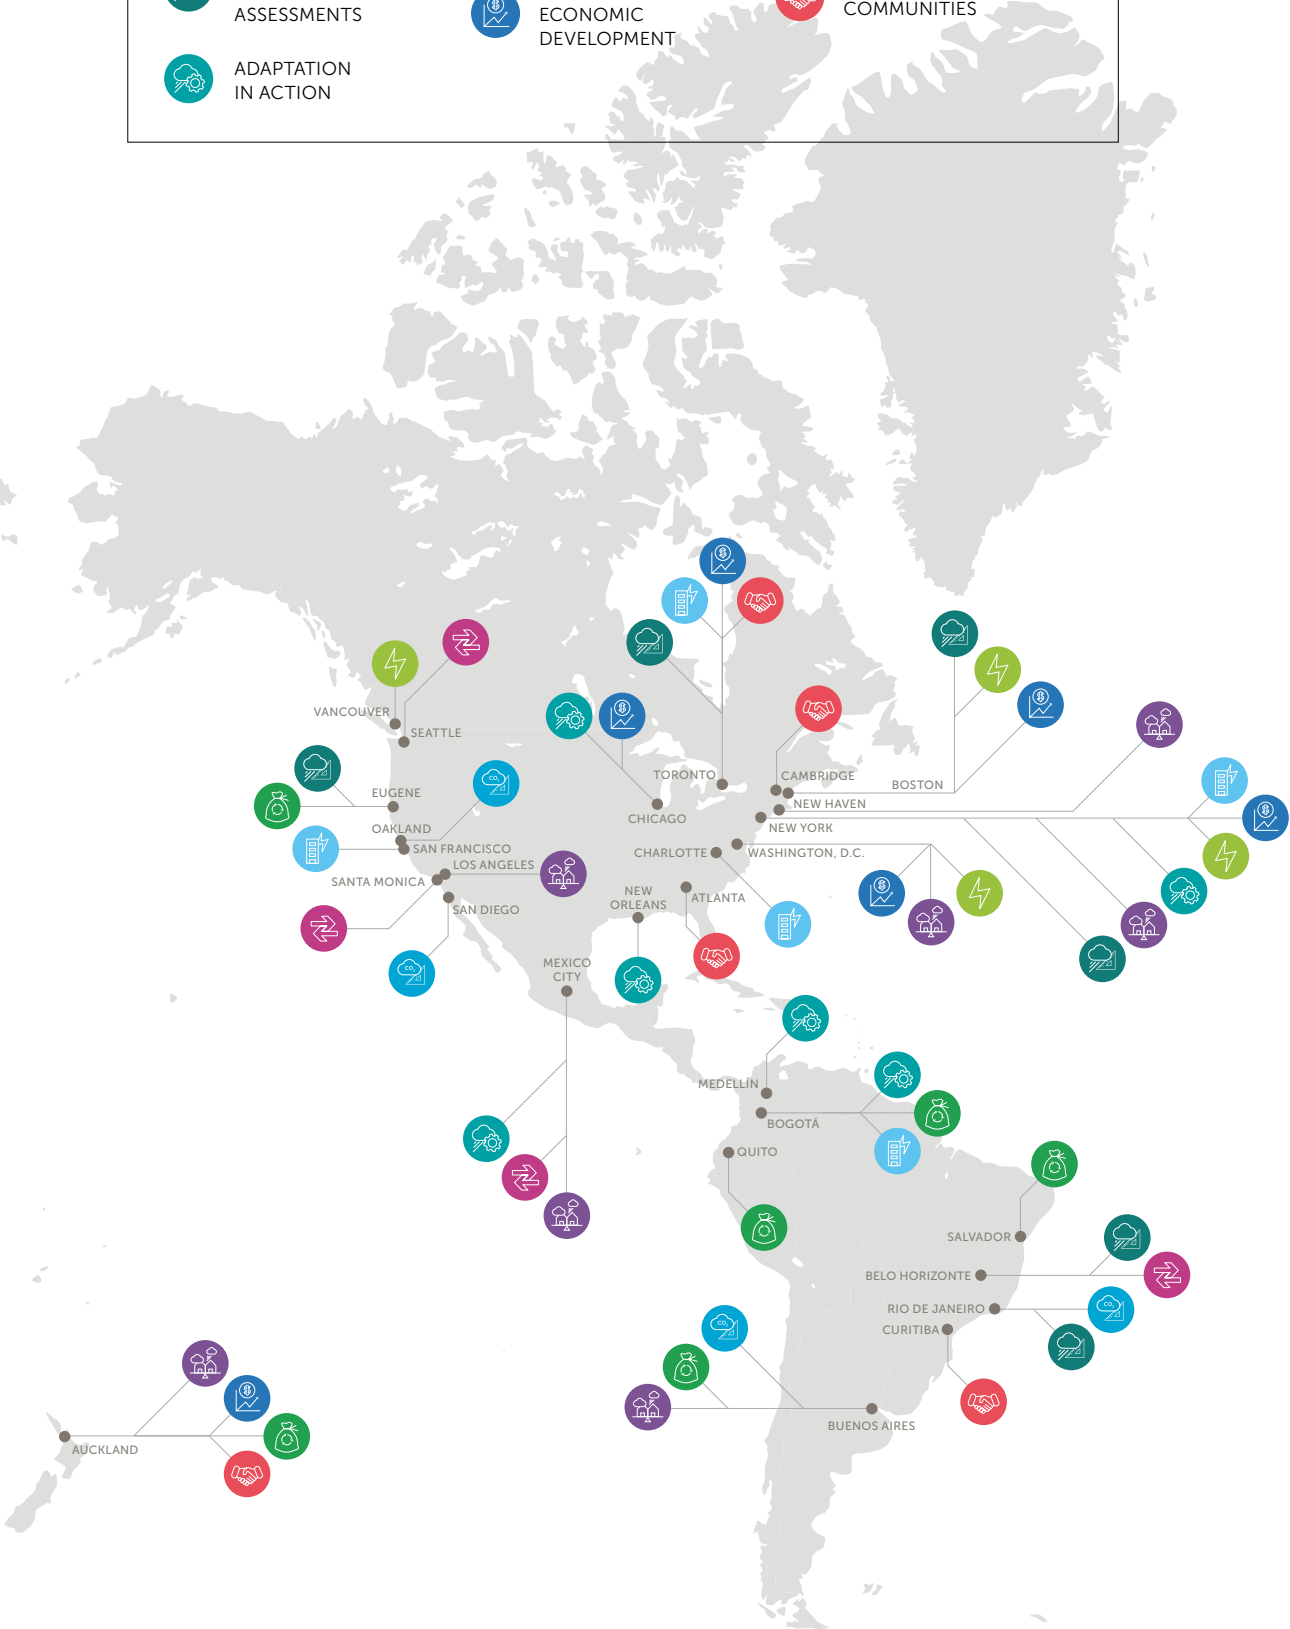 ASSESSMENTS
ADAPTATION
IN ACTION
ECONOMIC
DEVELOPMENT
COMMUNITIES
VANCOUVER
SEATTLE
EUGENE
OAKLAND
SAN FRANCISCO
LOS ANGELES
SANTA MONICA
SAN DIEGO
MEXICO
CITY
CHICAGO
TORONTO
CAMBRIDGE
BOSTON
NEW HAVEN
NEW YORK
CHARLOTTE
WASHINGTON, D.C.
NEW
ORLEANS
ATLANTA
MEDELLÍN
BOGOTÁ
QUITO
SALVADOR
BELO HORIZONTE
RIO DE JANEIRO
CURITIBA
BUENOS AIRES
AUCKLAND